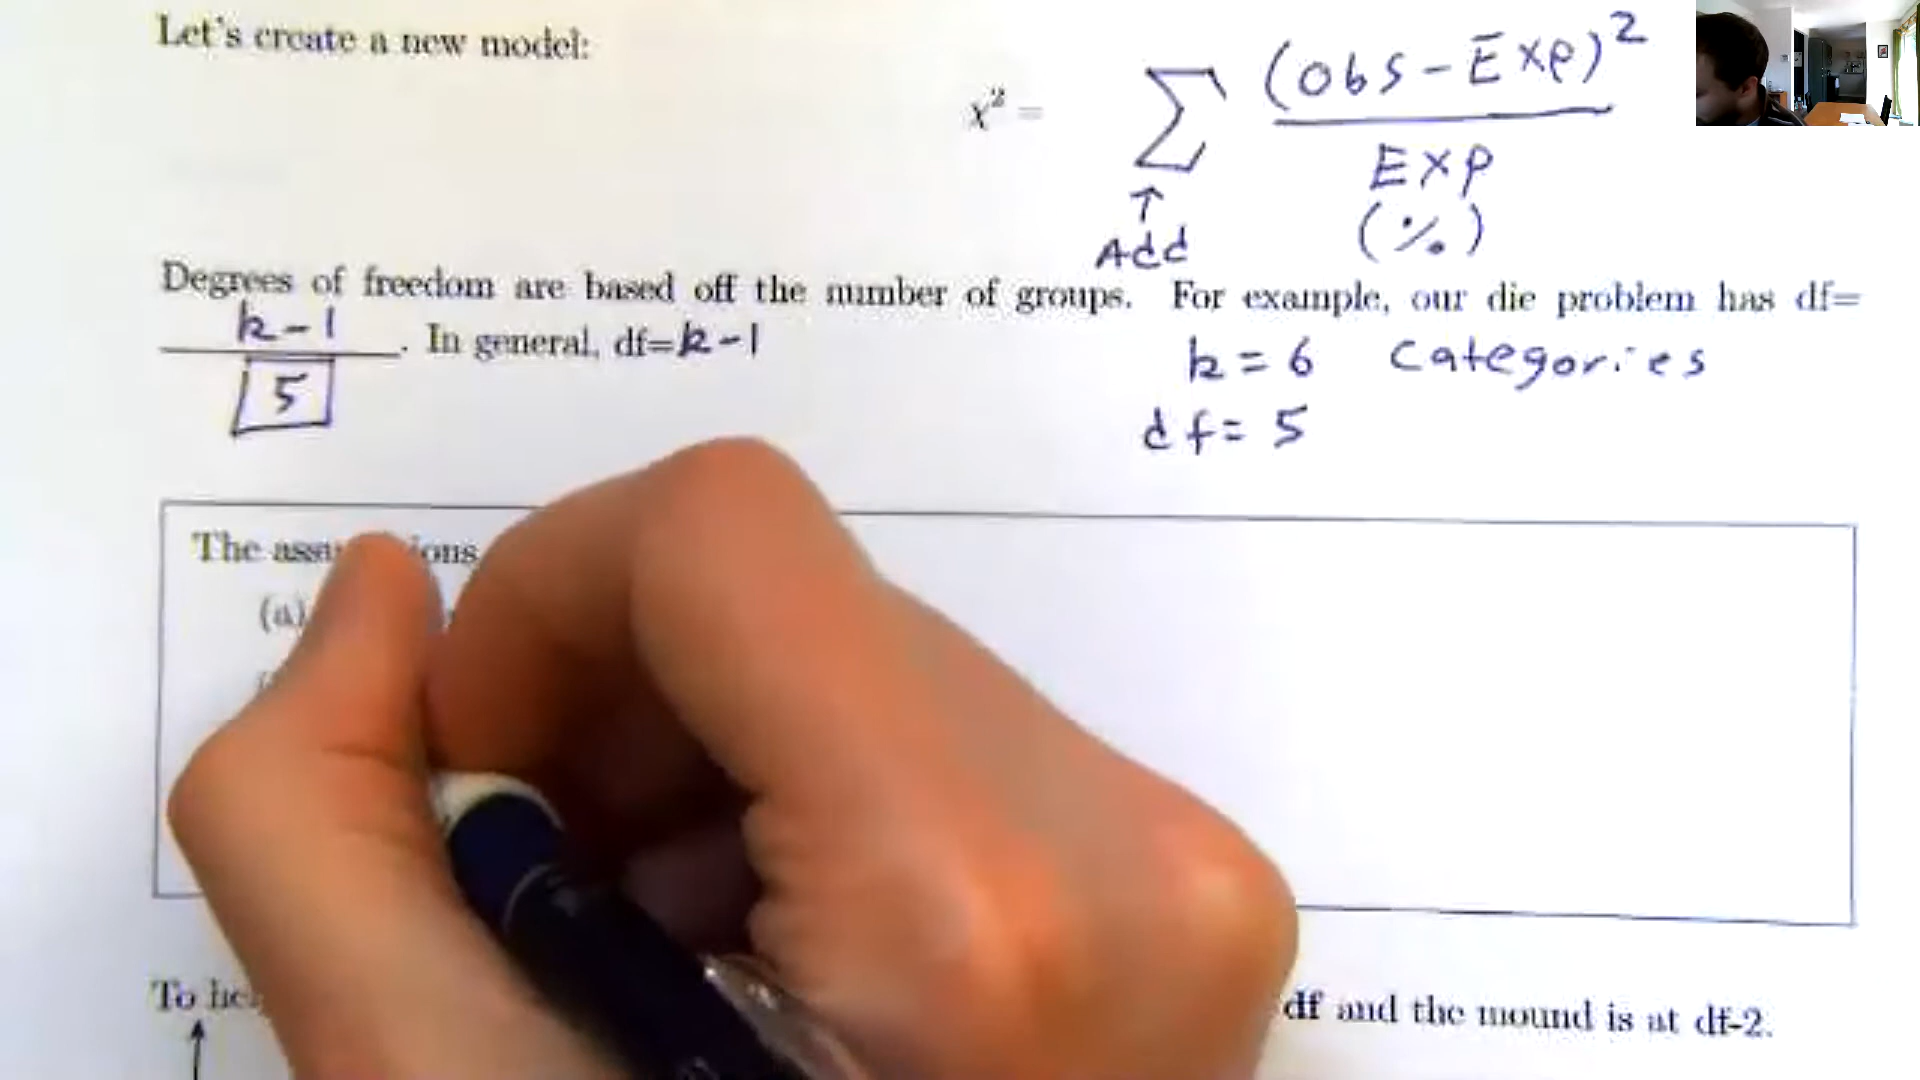 Let's create a new model:
χ² = Σ (obs - Exp)² / Exp
↑ (%)
Add
Degrees of freedom are based off the number of groups. For example, our die problem has df=
k-1. In general, df=k-1
k = 6 categories
5
df = 5
The
ions
(a)
To
df and the mound is at df-2.